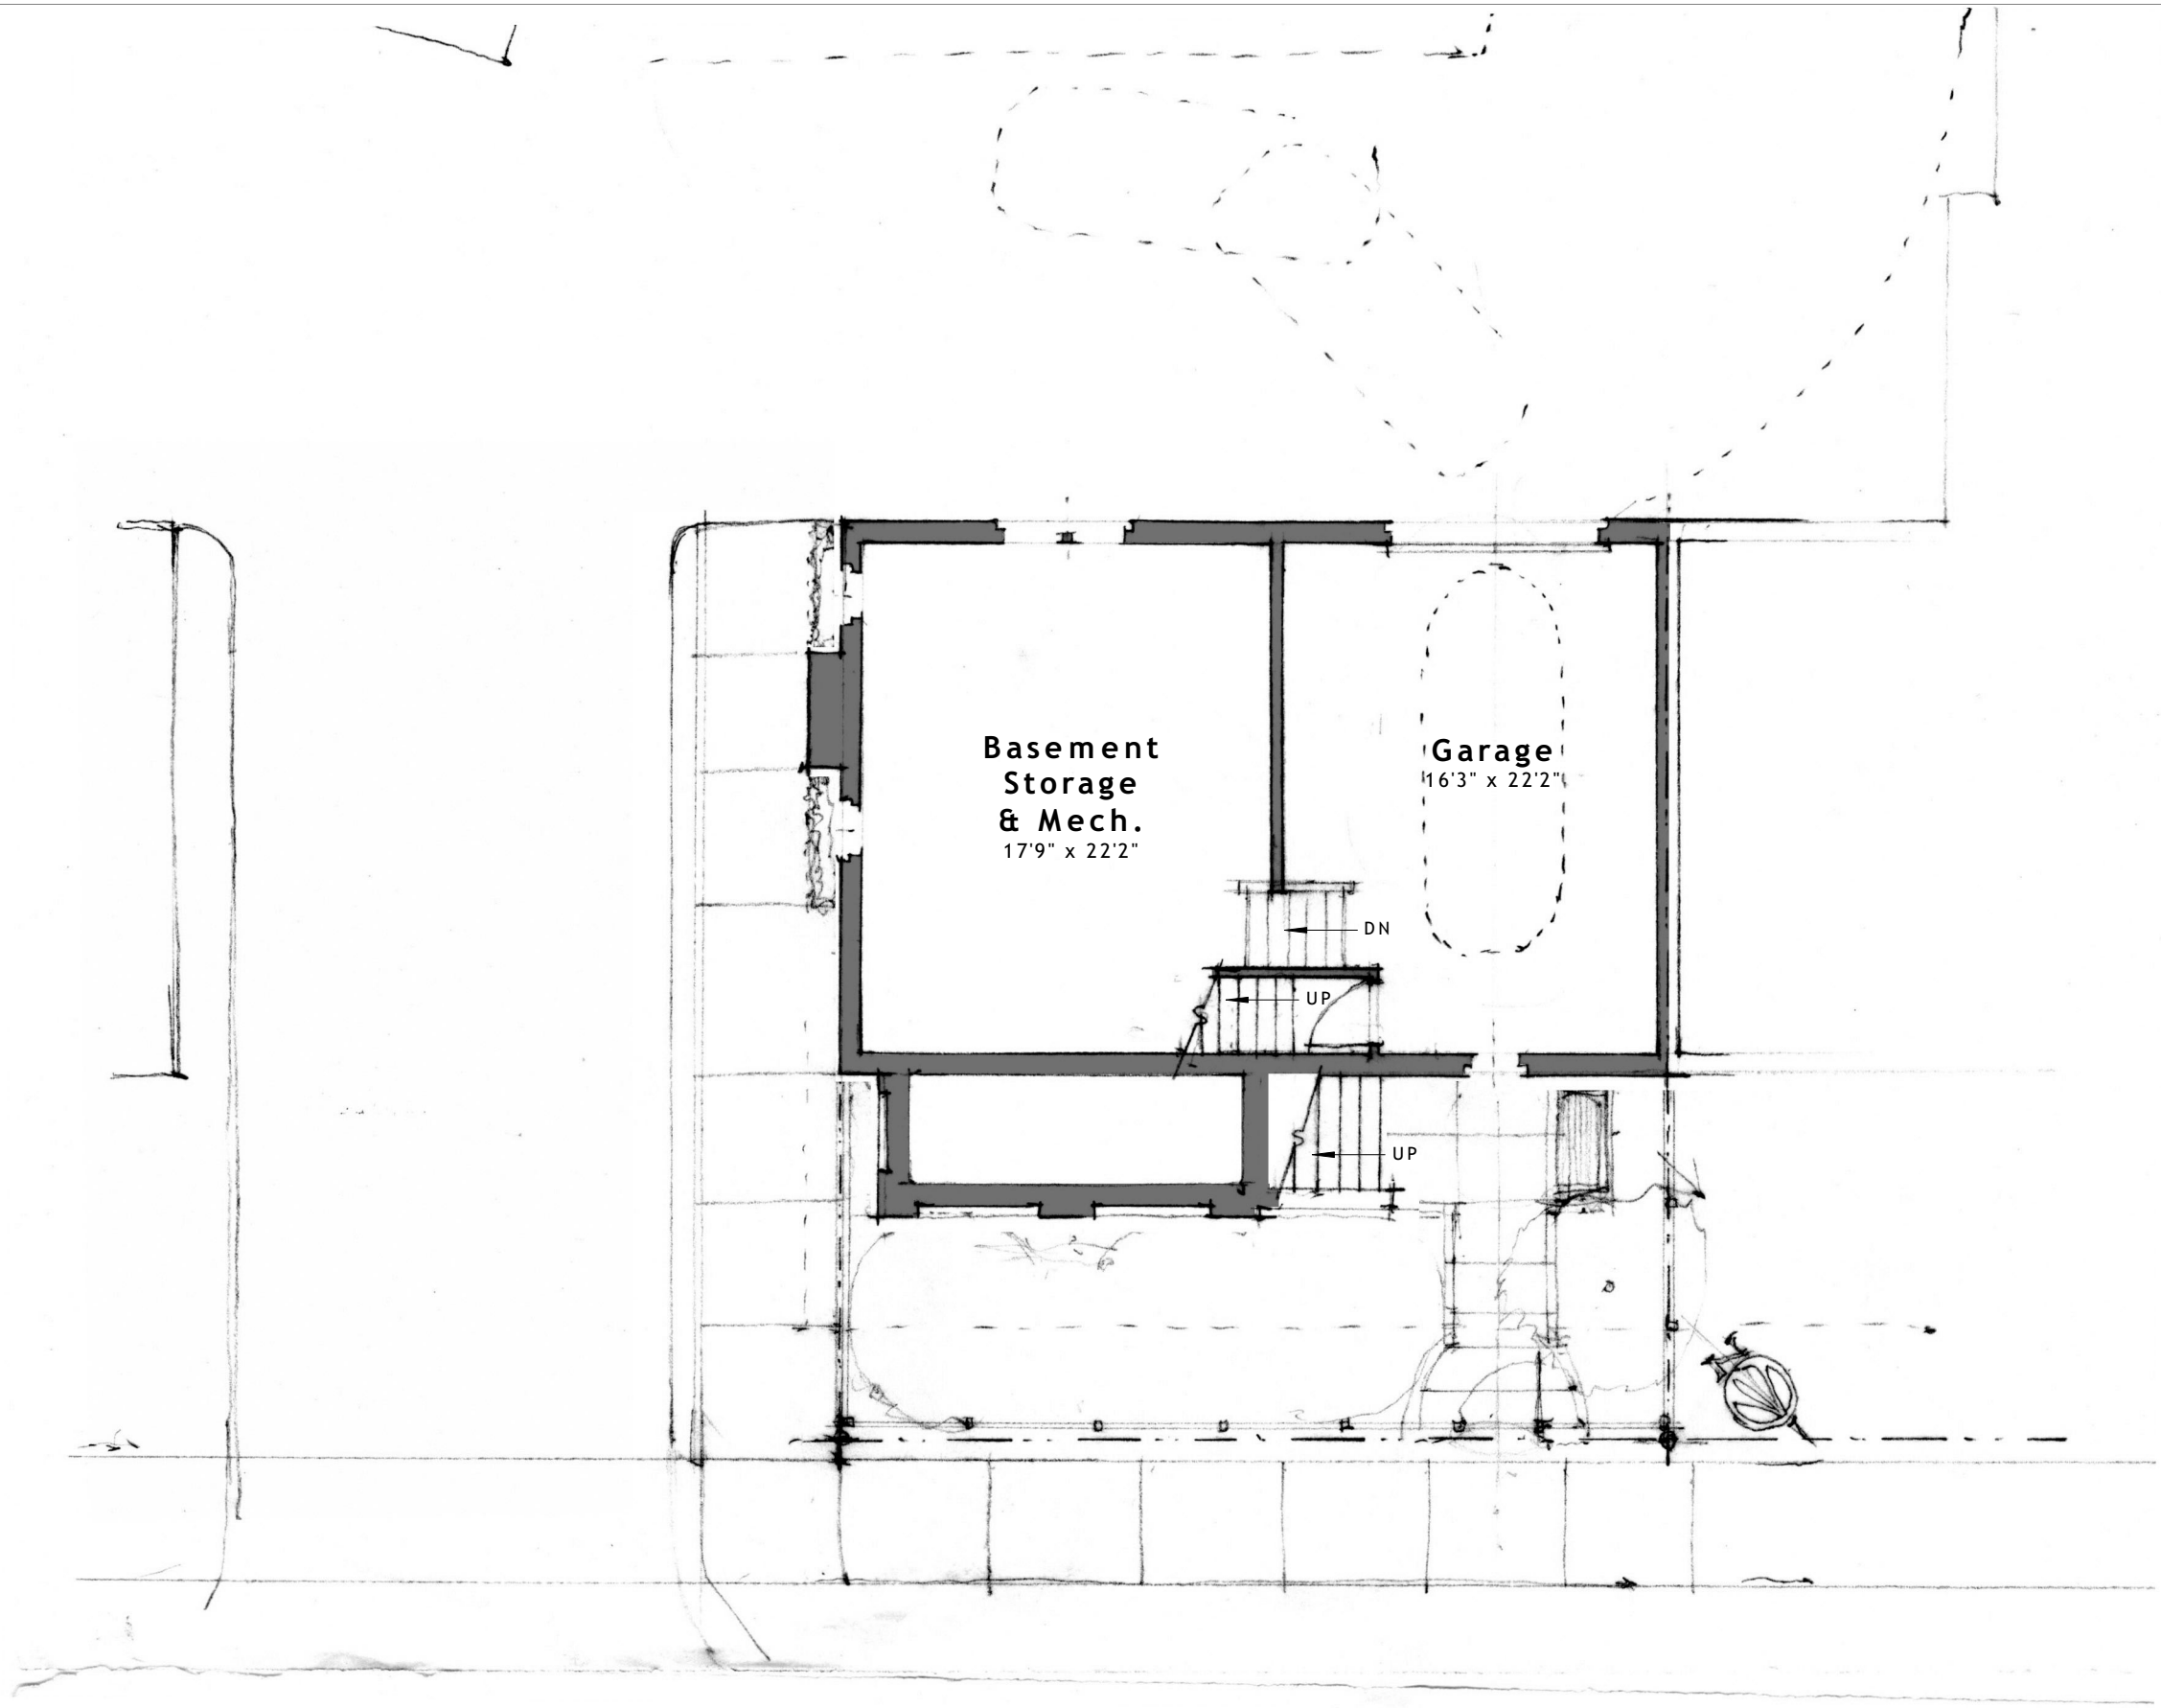 Basement
Storage
& Mech.
17'9" x 22'2"
Garage
16'3" x 22'2"
DN
UP
UP